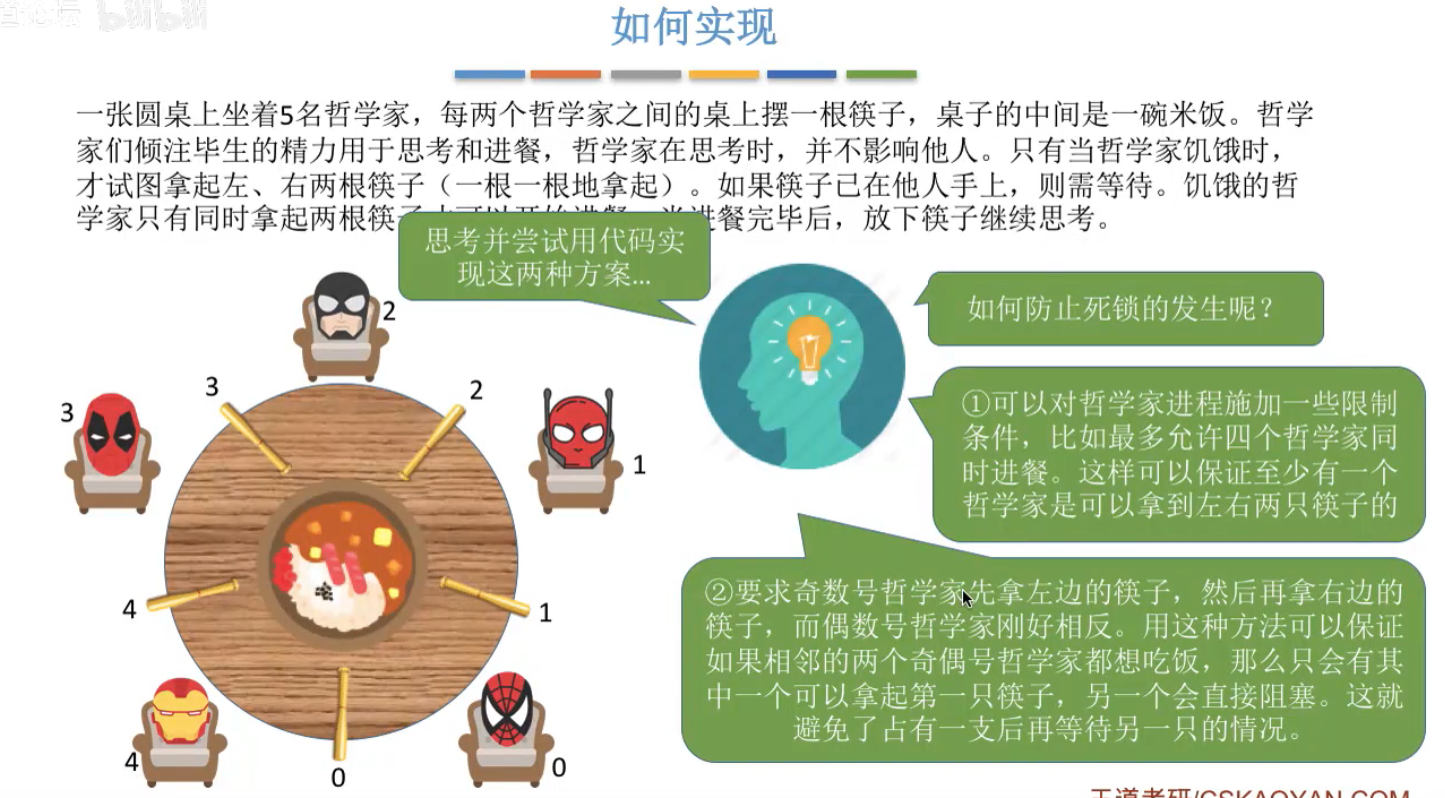 如何实现
一张圆桌上坐着5名哲学家，每两个哲学家之间的桌上摆一根筷子，桌子的中间是一碗米饭。哲学
家们倾注毕生的精力用于思考和进餐，哲学家在思考时，并不影响他人。只有当哲学家饥饿时，
才试图拿起左、右两根筷子（一根一根地拿起）。如果筷子已在他人手上，则需等待。饥饿的哲
学家只有同时拿起两根筷
进餐完毕后，放下筷子继续思考。
思考并尝试用代码实
现这两种方案...
如何防止死锁的发生呢？
①可以对哲学家进程施加一些限制
条件，比如最多允许四个哲学家同
时进餐。这样可以保证至少有一个
哲学家是可以拿到左右两只筷子的
②要求奇数号哲学家先拿左边的筷子，然后再拿右边的
筷子，而偶数号哲学家刚好相反。用这种方法可以保证
如果相邻的两个奇偶号哲学家都想吃饭，那么只会有其
中一个可以拿起第一只筷子，另一个会直接阻塞。这就
避免了占有一支后再等待另一只的情况。
2
3
2
3
1
4
1
4
0
0
王道考研/CSKAOYAN.COM
bilibili